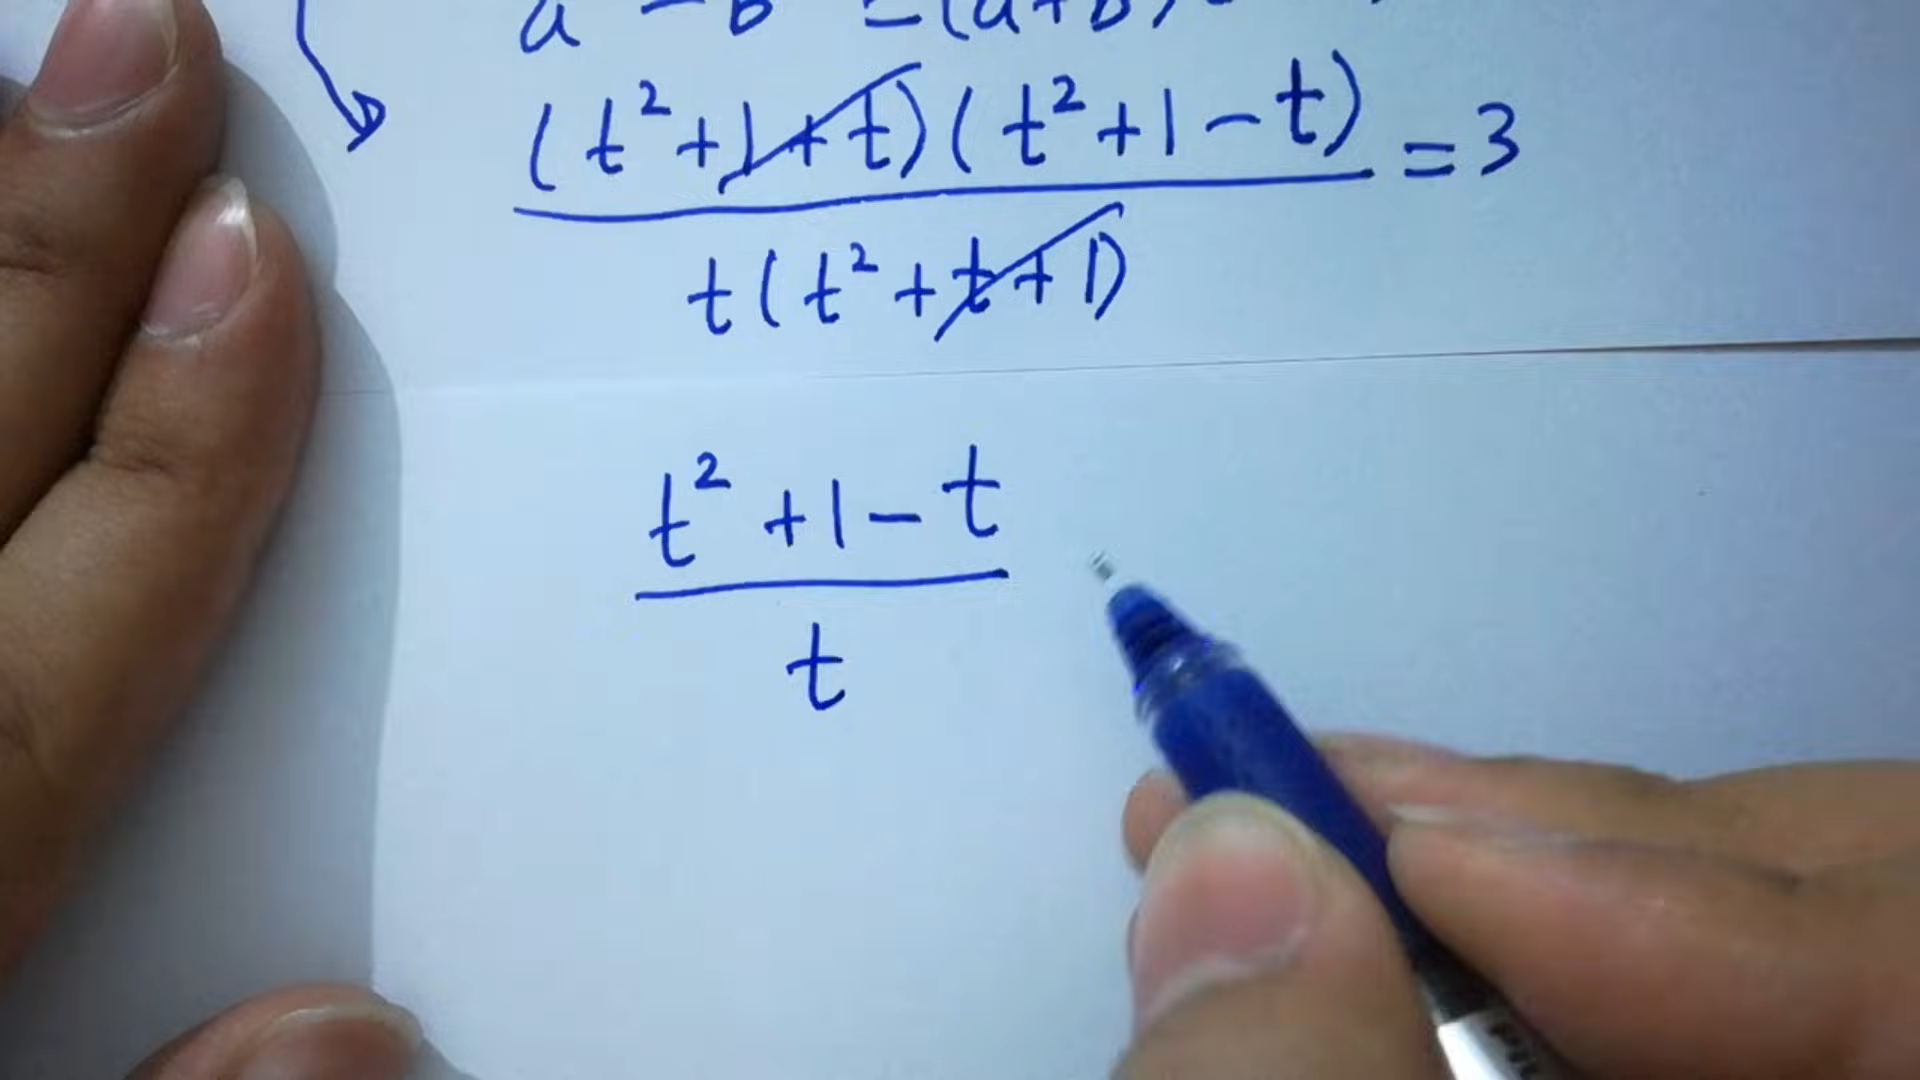 a - b = (a+b)
(t²+1+t)(t²+1-t) = 3
t(t²+t+1)
t²+1-t
t